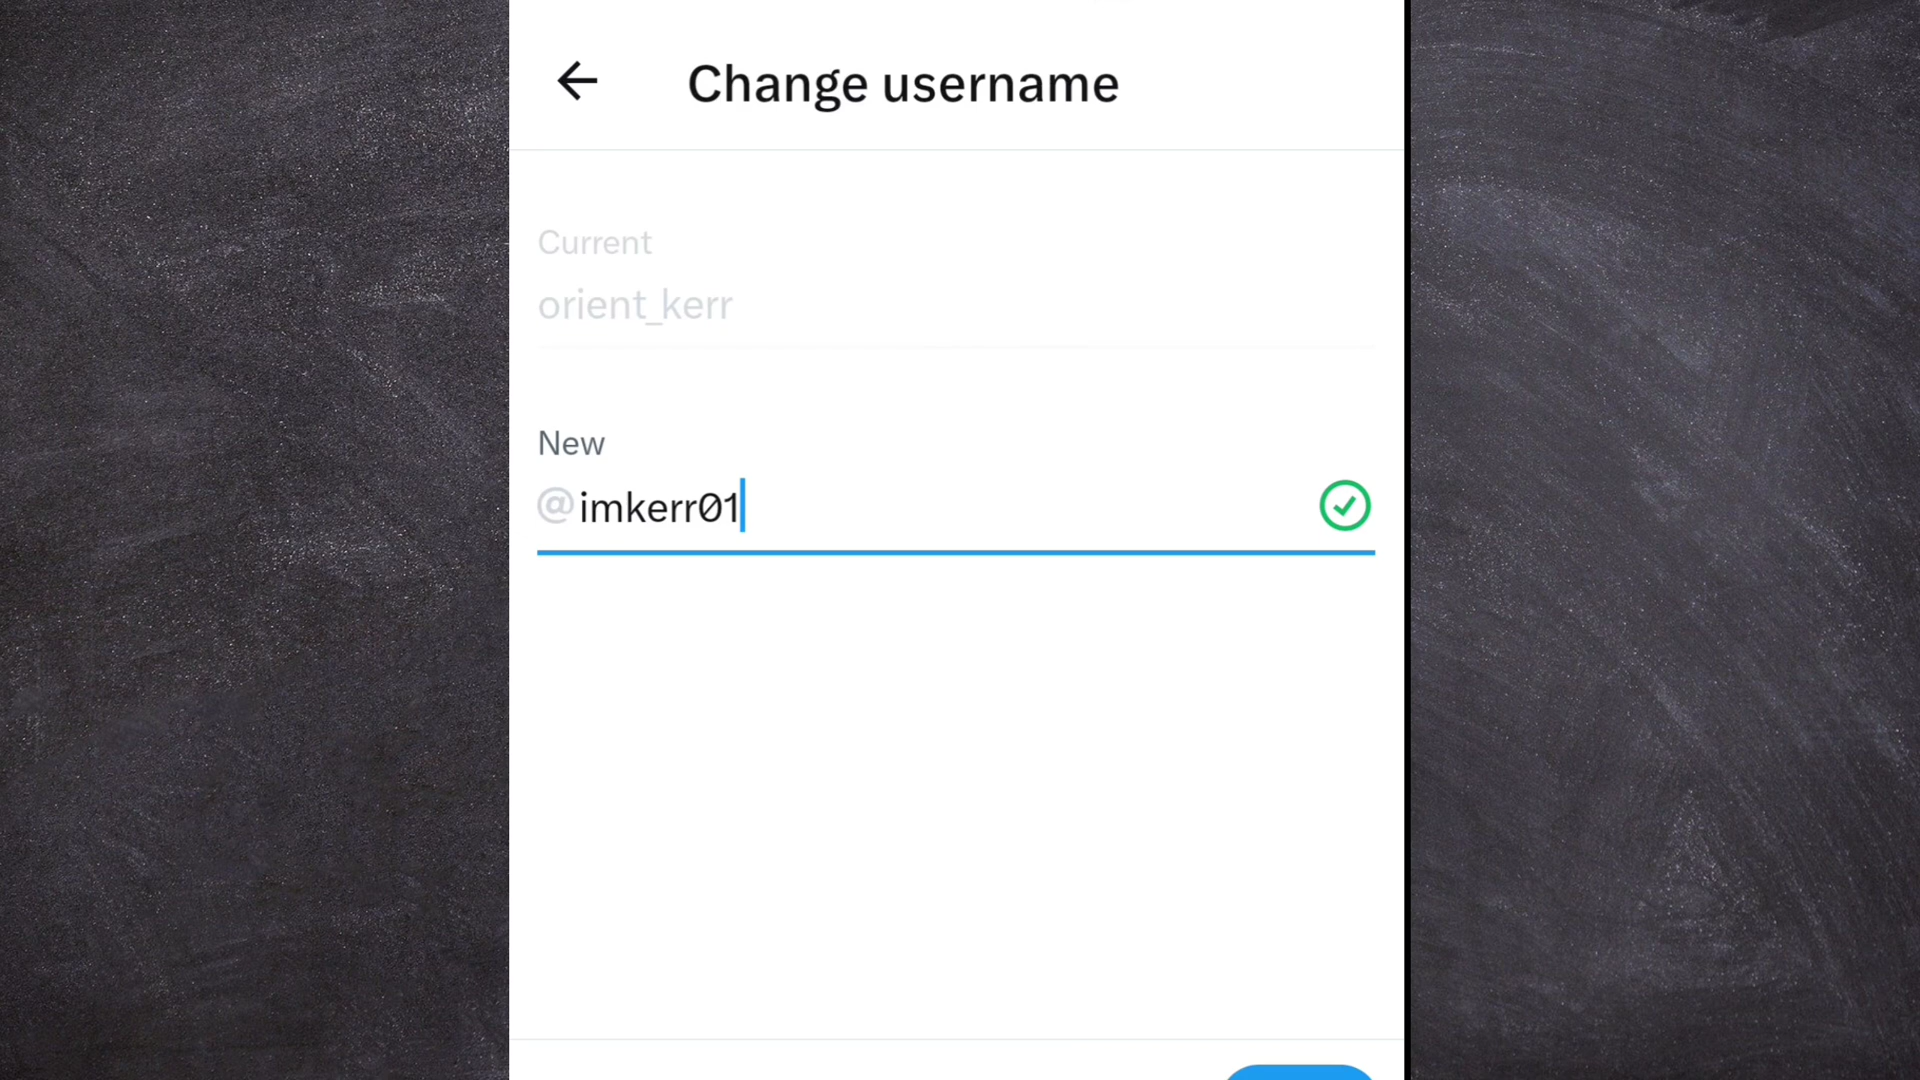 Change username
Current
orient_kerr
New
@imkerr01